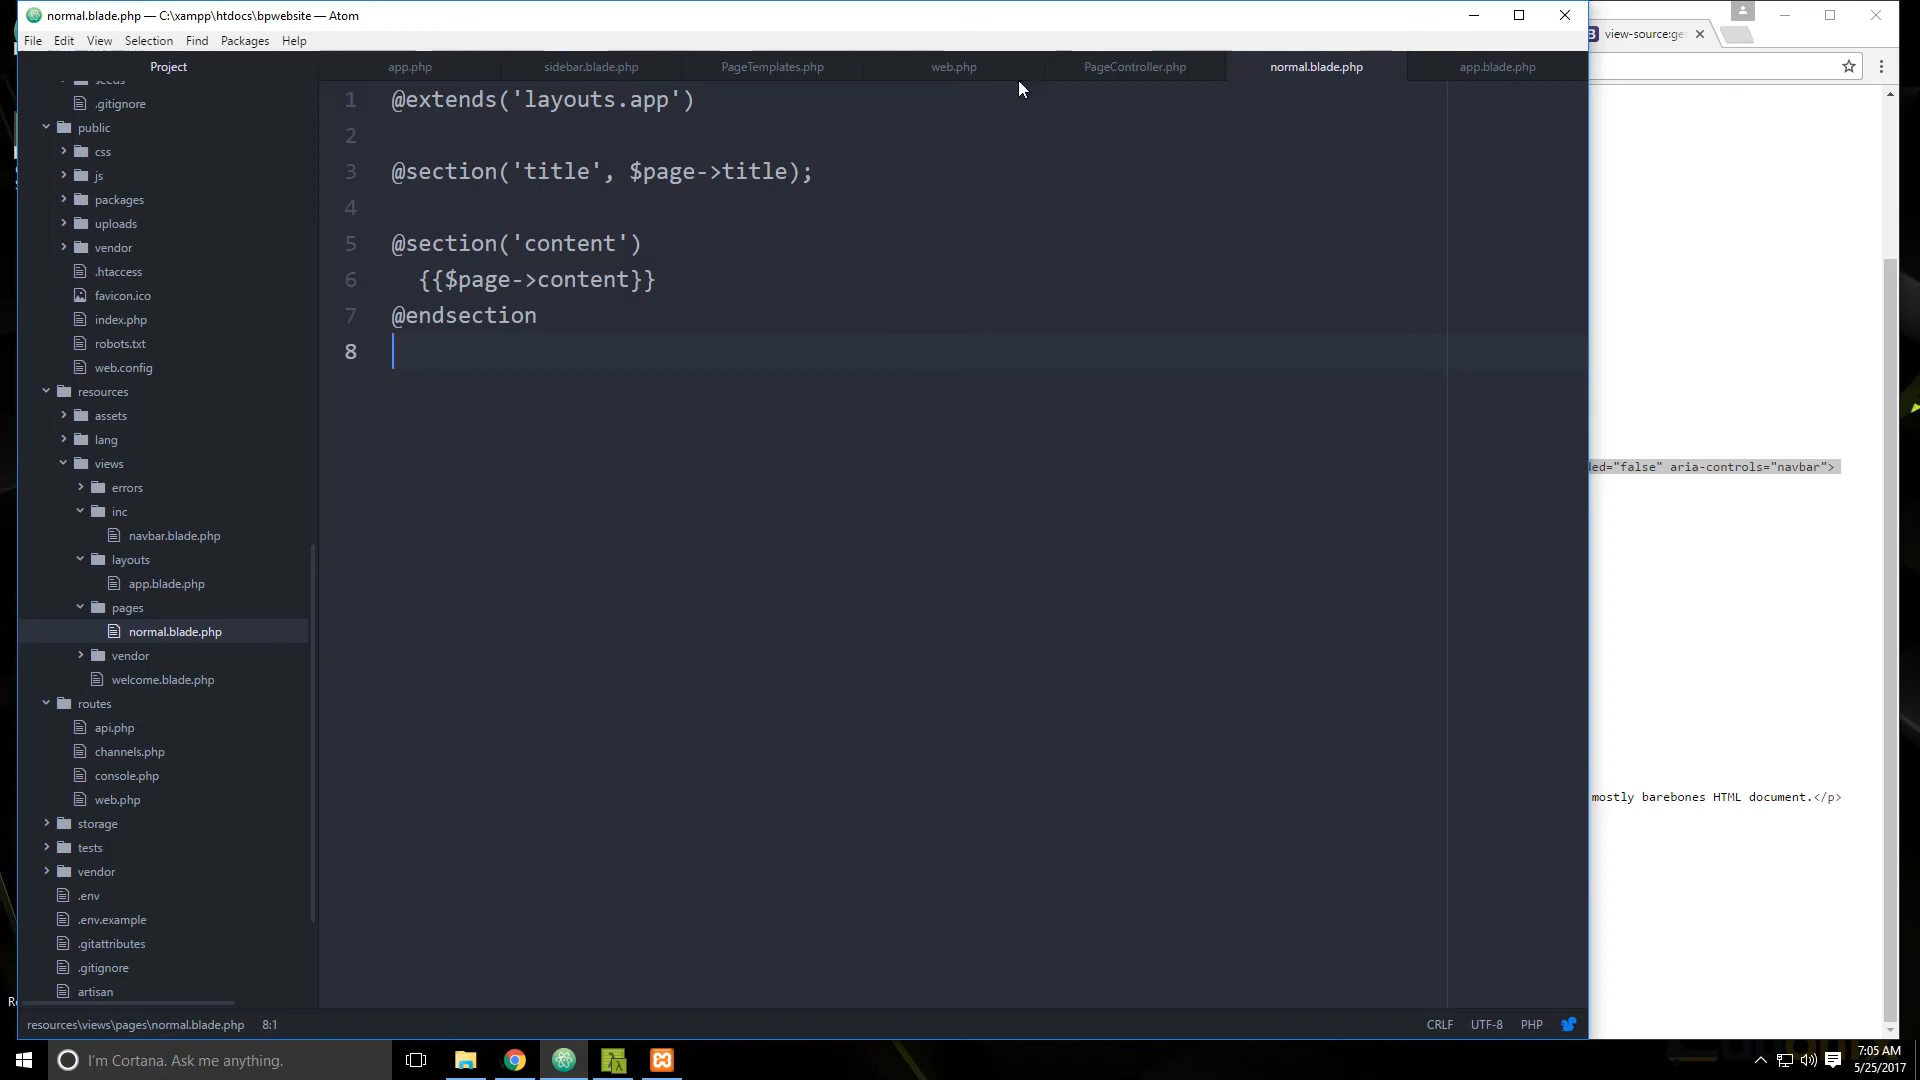 normal.blade.php — C:\xampp\htdocs\bpwebsite — Atom
File Edit View Selection Find Packages Help
Project
seeds
.gitignore
public
css
js
packages
uploads
vendor
.htaccess
favicon.ico
index.php
robots.txt
web.config
resources
assets
lang
views
errors
inc
navbar.blade.php
layouts
app.blade.php
pages
normal.blade.php
vendor
welcome.blade.php
routes
api.php
channels.php
console.php
web.php
storage
tests
vendor
.env
.env.example
.gitattributes
.gitignore
artisan
app.php sidebar.blade.php PageTemplates.php web.php PageController.php normal.blade.php app.blade.php
1 @extends('layouts.app')
2
3 @section('title', $page->title);
4
5 @section('content')
6 {{$page->content}}
7 @endsection
8
resources\views\pages\normal.blade.php 8:1
CRLF UTF-8 PHP
view-source:ge
ded="false" aria-controls="navbar">
mostly barebones HTML document.</p>
I'm Cortana. Ask me anything.
7:05 AM
5/25/2017